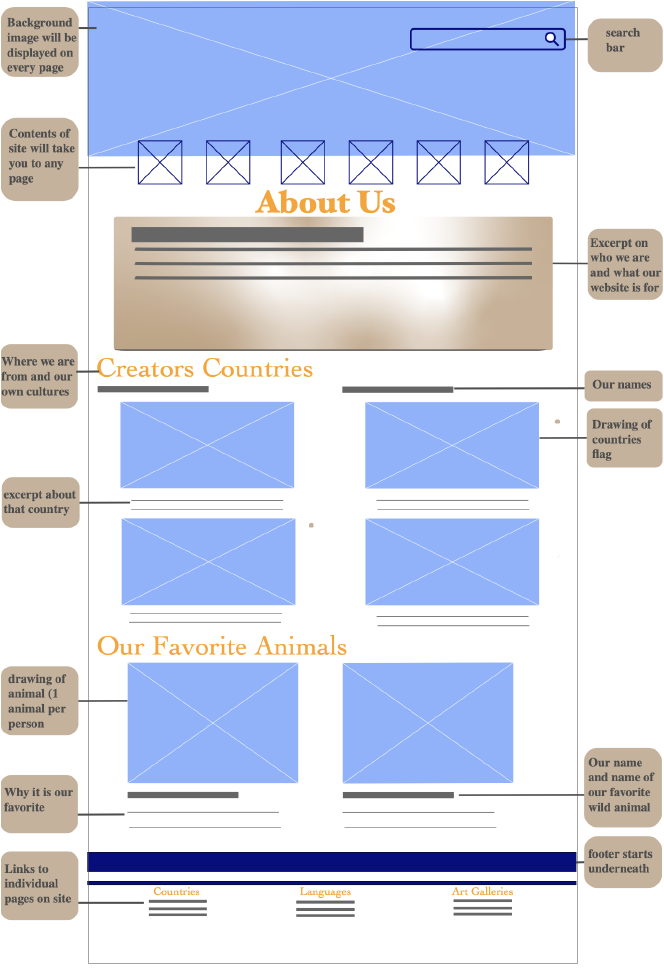 Background
image will be
displayed on
every page
search
bar
Contents of
site will take
you to any
page
About Us
Excerpt on
who we are
and what our
website is for
Where we are
from and our
own cultures
Creators Countries
Our names
Drawing of
countries
flag
excerpt about
that country
Our Favorite Animals
drawing of
animal (1
animal per
person
Our name
and name of
our favorite
wild animal
Why it is our
favorite
footer starts
underneath
Links to
individual
pages on site
Countries
Languages
Art Galleries